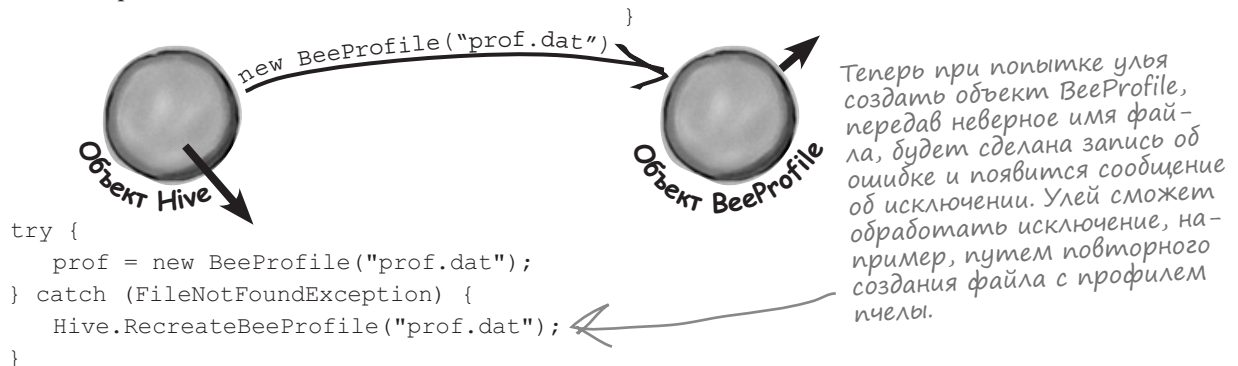 }
new BeeProfile("prof.dat")
Объект Hive
Объект BeeProfile
Теперь при попытке улья
создать объект BeeProfile,
передав неверное имя фай-
ла, будет сделана запись об
ошибке и появится сообщение
об исключении. Улей сможет
обработать исключение, на-
пример, путем повторного
создания файла с профилем
пчелы.
try {
prof = new BeeProfile("prof.dat");
} catch (FileNotFoundException) {
Hive.RecreateBeeProfile("prof.dat");
}